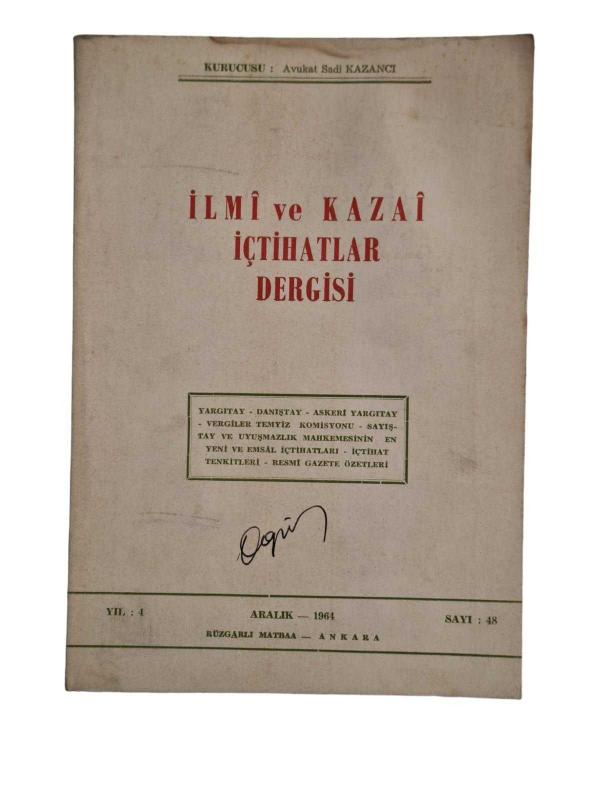 KURUCUSU : Avukat Sadi KAZANCI
İLMÎ ve KAZAÎ
İÇTİHATLAR
DERGİSİ
YARGITAY - DANIŞTAY - ASKERÎ YARGITAY
- VERGİLER TEMYİZ KOMİSYONU - SAYIŞ-
TAY VE UYUŞMAZLIK MAHKEMESİNİN EN
YENİ VE EMSÂL İÇTİHATLARI - İÇTİHAT
TENKİTLERİ - RESMÎ GAZETE ÖZETLERİ
YIL : 4 ARALIK — 1964 SAYI : 48
RÜZGARLI MATBAA — ANKARA